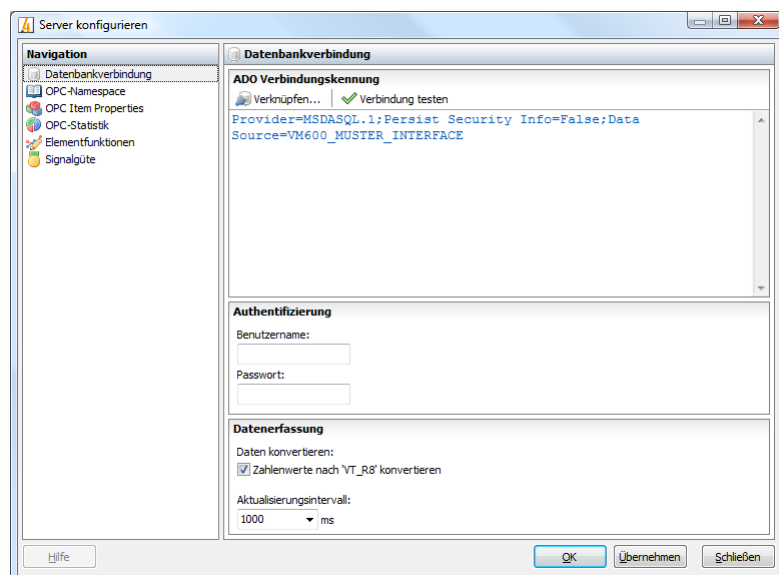 Server konfigurieren
Navigation
Datenbankverbindung
OPC-Namespace
OPC Item Properties
OPC-Statistik
Elementfunktionen
Signalgüte
Datenbankverbindung
ADO Verbindungskennung
Verknüpfen... Verbindung testen
Provider=MSDASQL.1;Persist Security Info=False;Data
Source=VM600_MUSTER_INTERFACE
Authentifizierung
Benutzername:
Passwort:
Datenerfassung
Daten konvertieren:
Zahlenwerte nach 'VT_R8' konvertieren
Aktualisierungsintervall:
1000 ms
Hilfe OK Übernehmen Schließen